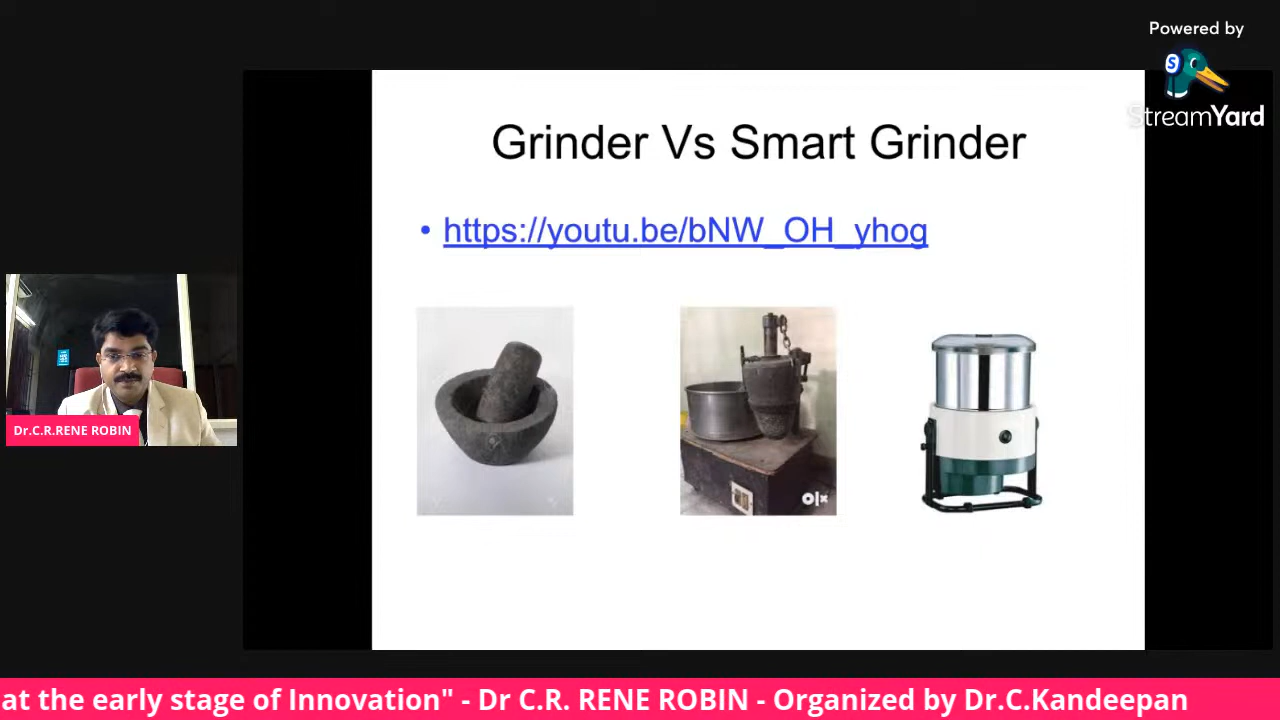 Powered by
StreamYard
Grinder Vs Smart Grinder
• https://youtu.be/bNW_OH_yhog
OLX
Dr.C.R.RENE ROBIN
at the early stage of Innovation" - Dr C.R. RENE ROBIN - Organized by Dr.C.Kandeepan